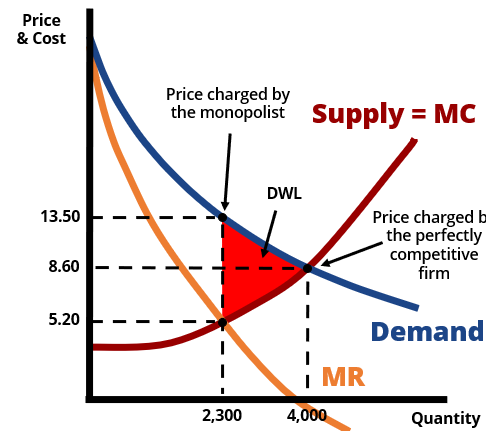 Price
& Cost
Price charged by
the monopolist
Supply = MC
DWL
13.50
Price charged b
the perfectly
competitive
firm
8.60
5.20
Demand
MR
2,300
4,000
Quantity